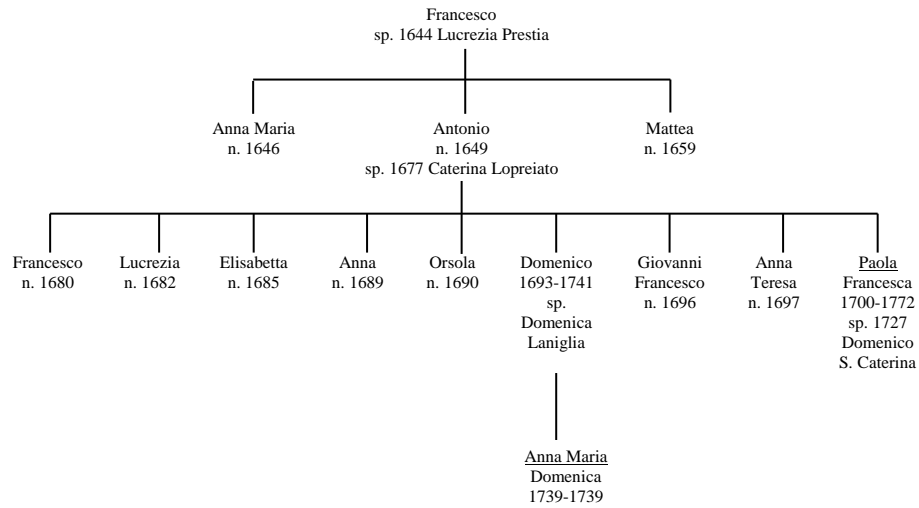 Francesco
sp. 1644 Lucrezia Prestia
Anna Maria
n. 1646
Antonio
n. 1649
sp. 1677 Caterina Lopreiato
Mattea
n. 1659
Francesco
n. 1680
Lucrezia
n. 1682
Elisabetta
n. 1685
Anna
n. 1689
Orsola
n. 1690
Domenico
1693-1741
sp.
Domenica
Laniglia
Giovanni
Francesco
n. 1696
Anna
Teresa
n. 1697
Paola
Francesca
1700-1772
sp. 1727
Domenico
S. Caterina
Anna Maria
Domenica
1739-1739